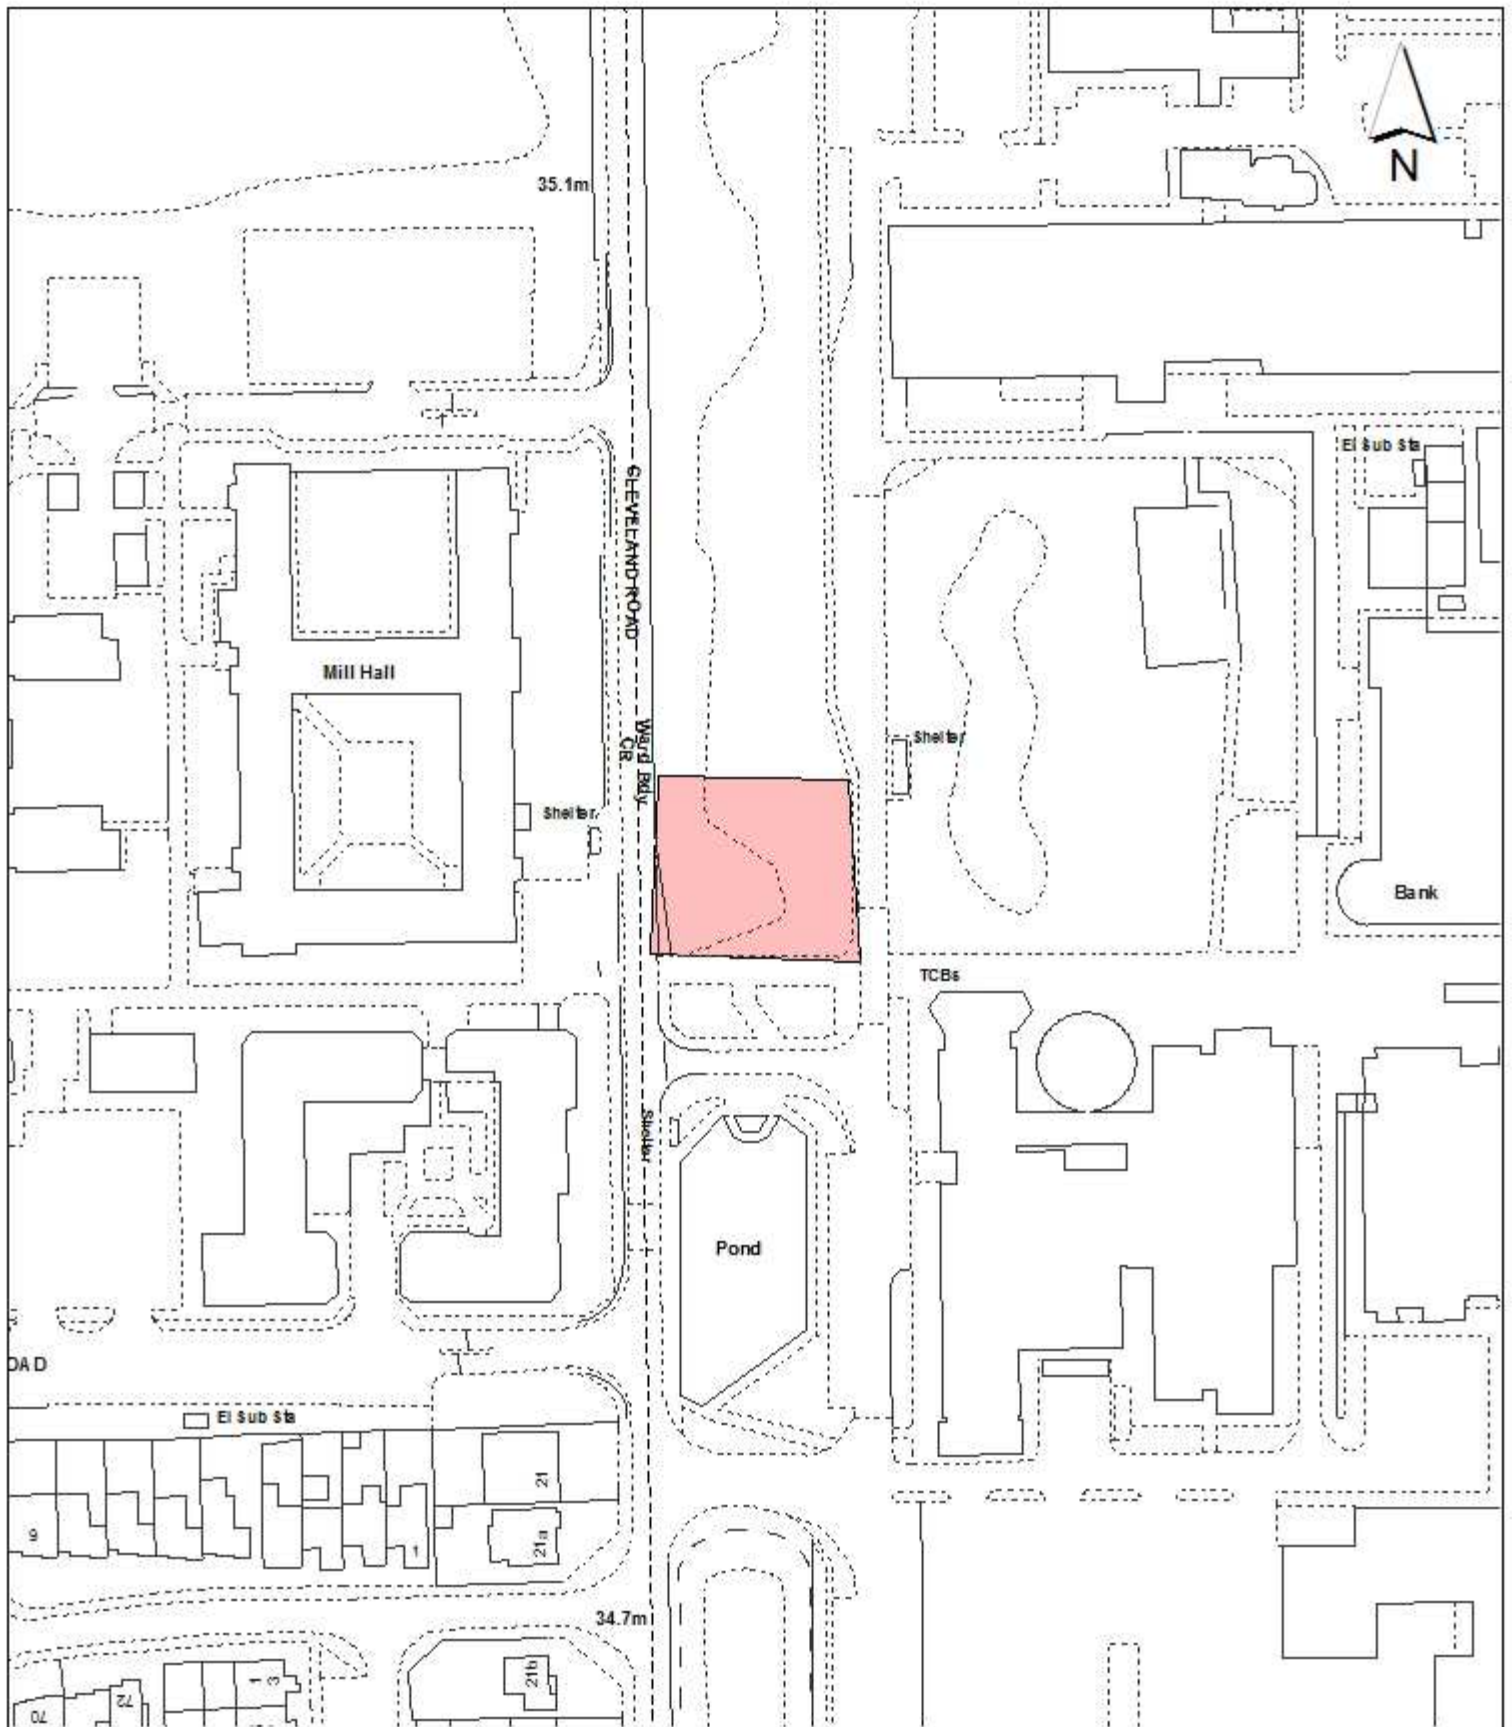 35.1m
N
El Sub Sta
CLEVELAND ROAD
Mill Hall
Ward Bdy
CR
Shelter
Shelter
Bank
TCBs
Shelter
Pond
OAD
El Sub Sta
21
9
1
21a
34.7m
21b
1
3
72
70